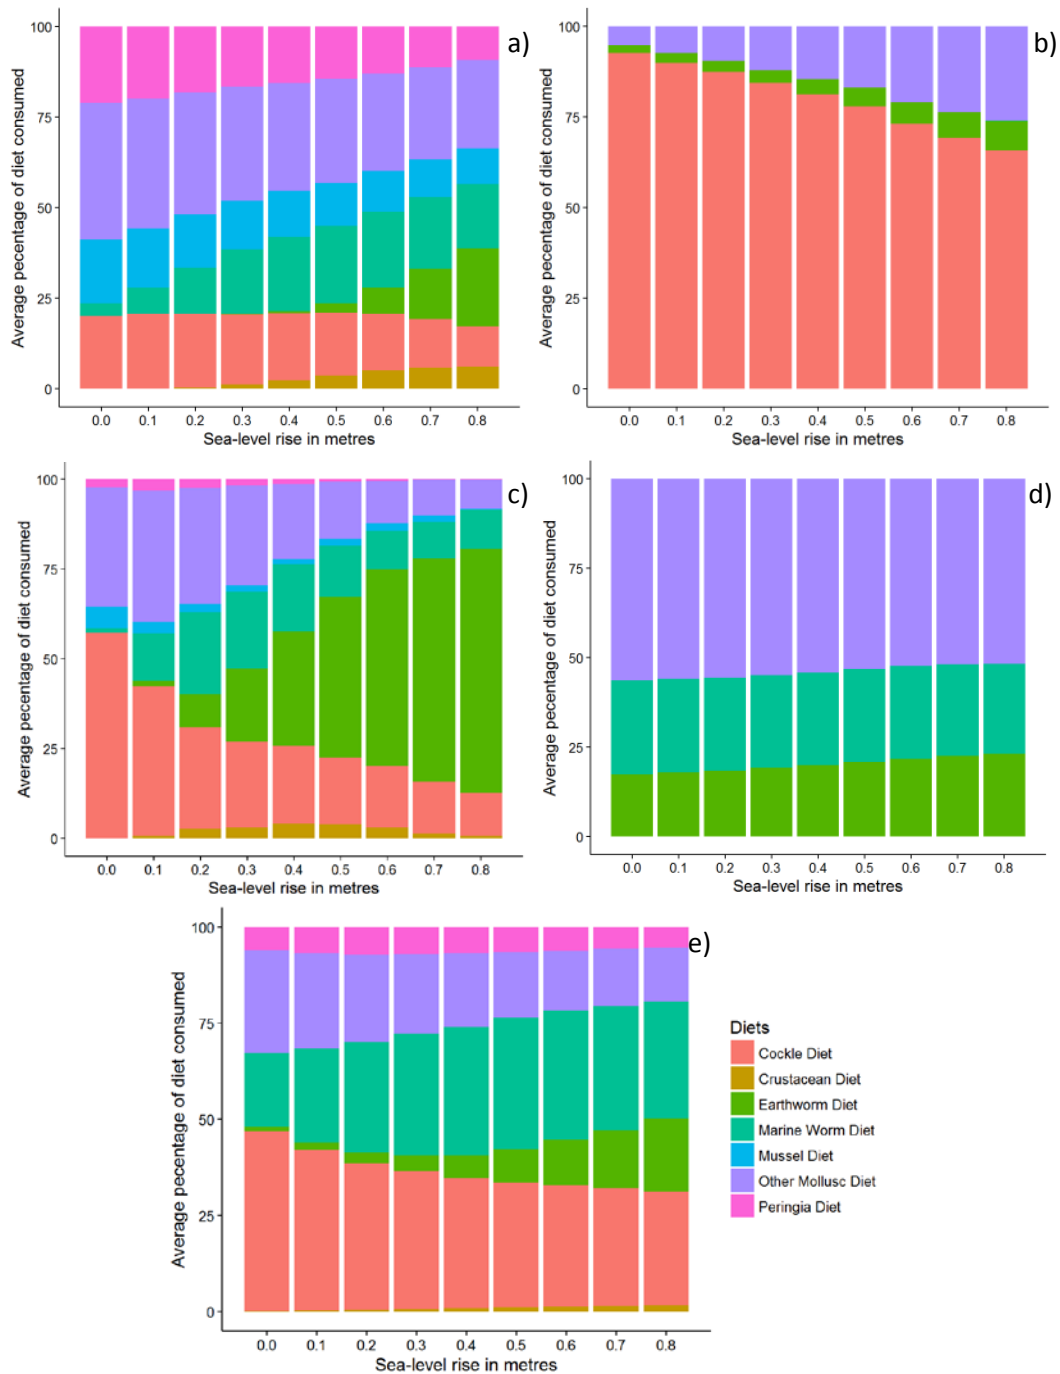 a)
Average pecentage of diet consumed
100
75
50
25
0
0.0 0.1 0.2 0.3 0.4 0.5 0.6 0.7 0.8
Sea-level rise in metres
b)
Average pecentage of diet consumed
100
75
50
25
0
0.0 0.1 0.2 0.3 0.4 0.5 0.6 0.7 0.8
Sea-level rise in metres
c)
Average pecentage of diet consumed
100
75
50
25
0
0.0 0.1 0.2 0.3 0.4 0.5 0.6 0.7 0.8
Sea-level rise in metres
d)
Average pecentage of diet consumed
100
75
50
25
0
0.0 0.1 0.2 0.3 0.4 0.5 0.6 0.7 0.8
Sea-level rise in metres
e)
Average pecentage of diet consumed
100
75
50
25
0
0.0 0.1 0.2 0.3 0.4 0.5 0.6 0.7 0.8
Sea-level rise in metres
Diets
Cockle Diet
Crustacean Diet
Earthworm Diet
Marine Worm Diet
Mussel Diet
Other Mollusc Diet
Peringia Diet